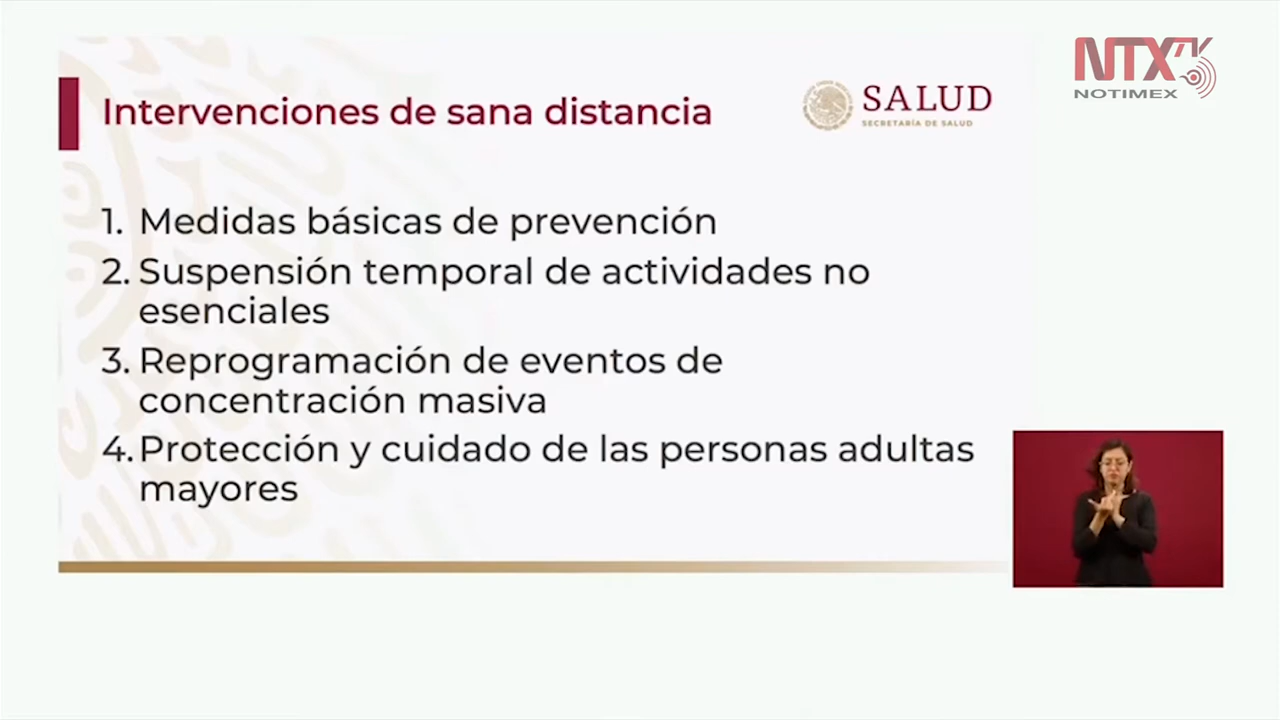 Intervenciones de sana distancia
SALUD
SECRETARÍA DE SALUD
NTX TV
NOTIMEX
1. Medidas básicas de prevención
2. Suspensión temporal de actividades no
esenciales
3. Reprogramación de eventos de
concentración masiva
4. Protección y cuidado de las personas adultas
mayores